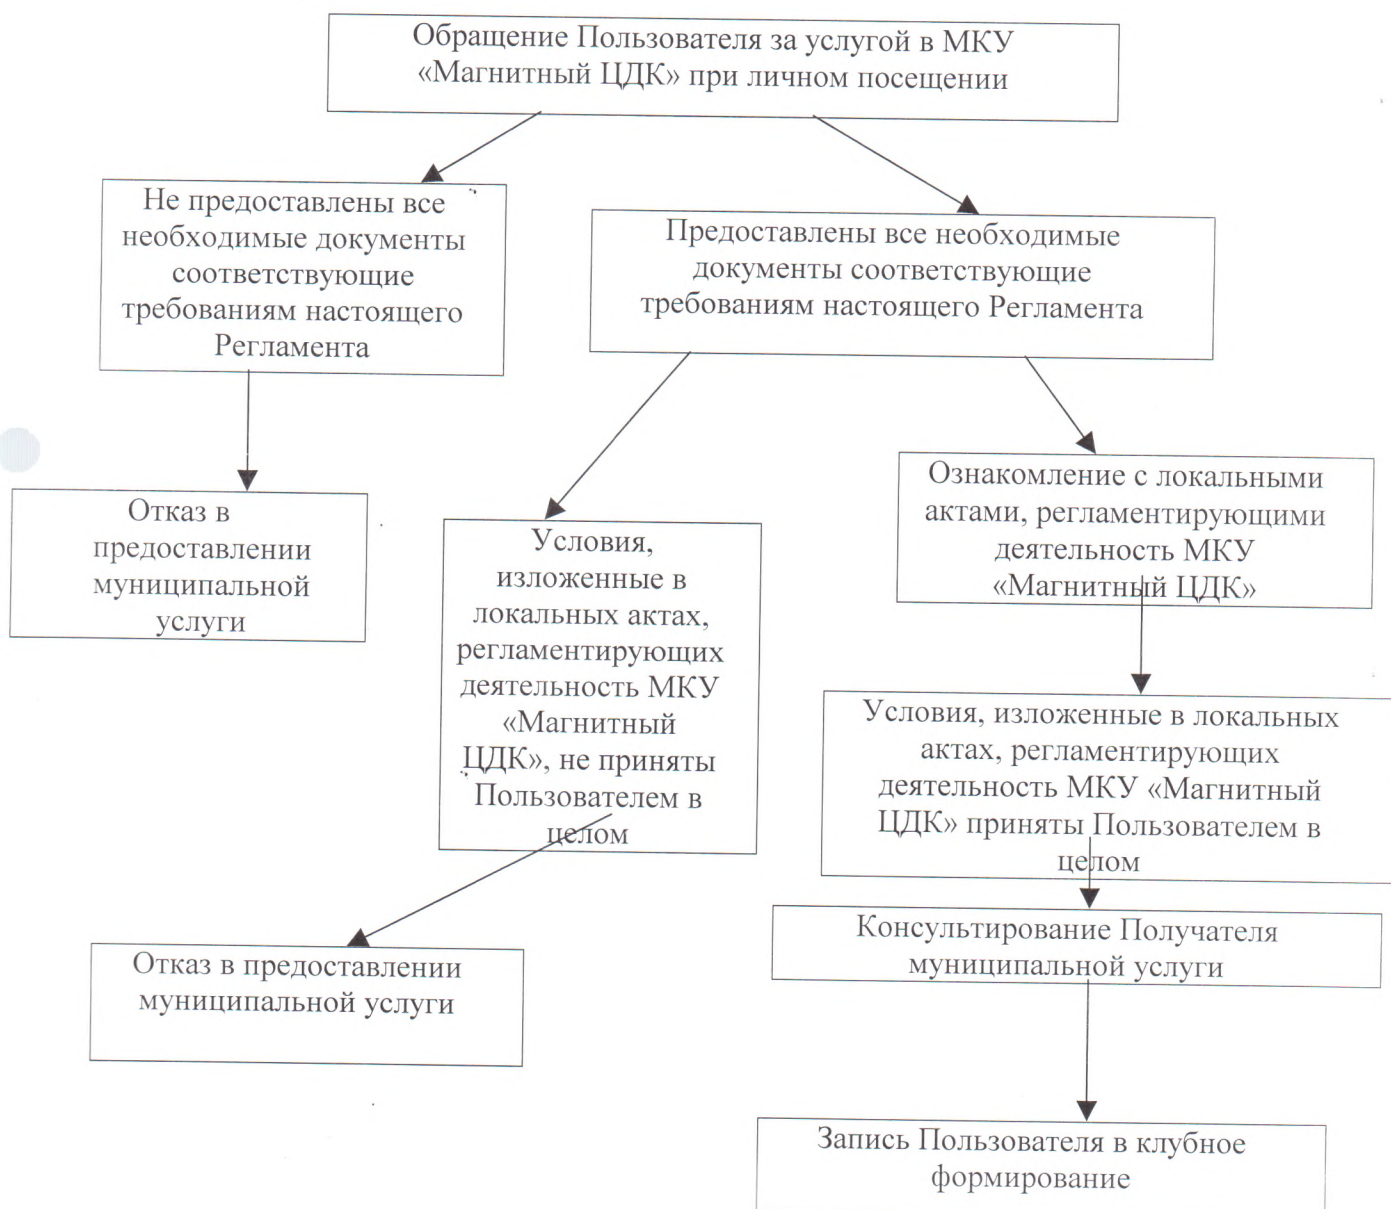 Обращение Пользователя за услугой в МКУ
«Магнитный ЦДК» при личном посещении
Не предоставлены все
необходимые документы
соответствующие
требованиям настоящего
Регламента
Предоставлены все необходимые
документы соответствующие
требованиям настоящего Регламента
Отказ в
предоставлении
муниципальной
услуги
Условия,
изложенные в
локальных актах,
регламентирующих
деятельность МКУ
«Магнитный
ЦДК», не приняты
Пользователем в
целом
Ознакомление с локальными
актами, регламентирующими
деятельность МКУ
«Магнитный ЦДК»
Условия, изложенные в локальных
актах, регламентирующих
деятельность МКУ «Магнитный
ЦДК» приняты Пользователем в
целом
Консультирование Получателя
муниципальной услуги
Отказ в предоставлении
муниципальной услуги
Запись Пользователя в клубное
формирование